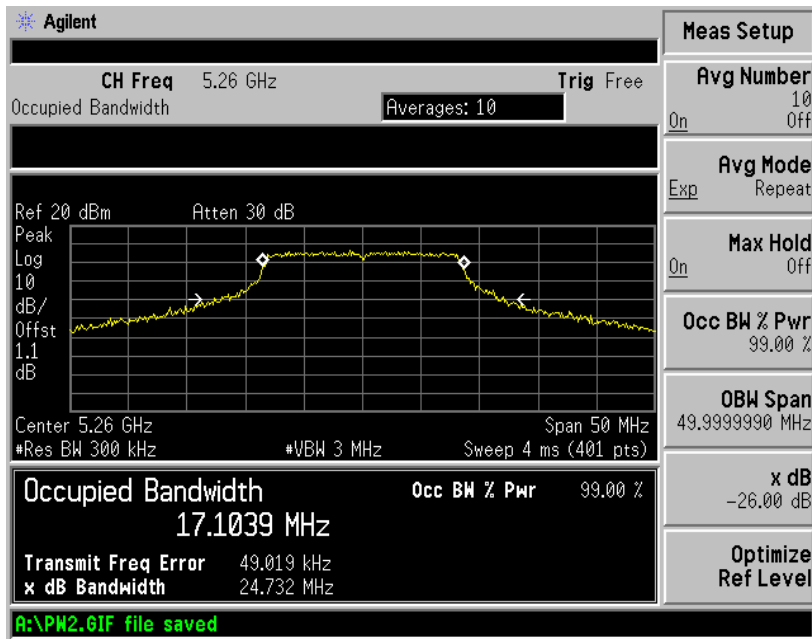 Agilent
CH Freq 5.26 GHz Trig Free
Occupied Bandwidth Averages: 10
Ref 20 dBm Atten 30 dB
Peak
Log
10
dB/
Offst
1.1
dB
Center 5.26 GHz Span 50 MHz
#Res BW 300 kHz #VBW 3 MHz Sweep 4 ms (401 pts)
Occupied Bandwidth Occ BW % Pwr 99.00 %
17.1039 MHz
Transmit Freq Error 49.019 kHz
x dB Bandwidth 24.732 MHz
A:\PW2.GIF file saved
Meas Setup
Avg Number
10
On Off
Avg Mode
Exp Repeat
Max Hold
On Off
Occ BW % Pwr
99.00 %
OBW Span
49.9999990 MHz
x dB
-26.00 dB
Optimize
Ref Level